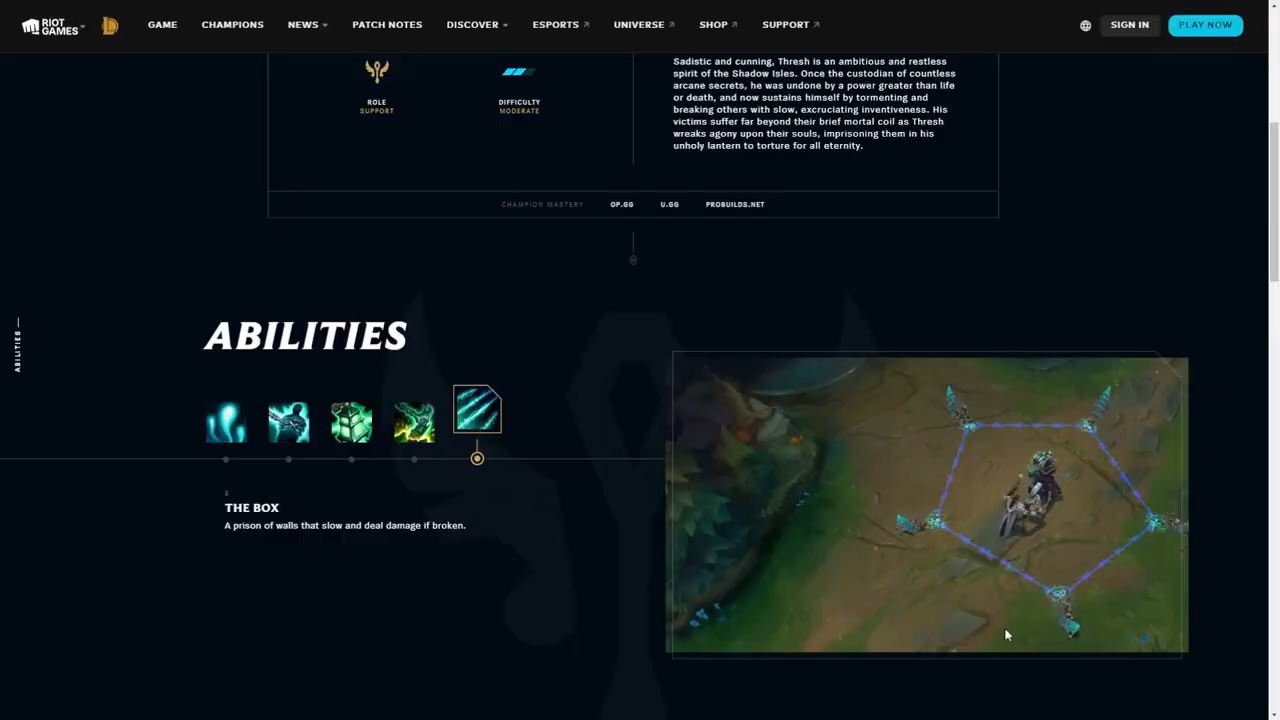 RIOT GAMES
GAME
CHAMPIONS
NEWS
PATCH NOTES
DISCOVER
ESPORTS
UNIVERSE
SHOP
SUPPORT
SIGN IN
PLAY NOW
ROLE
SUPPORT
DIFFICULTY
MODERATE
Sadistic and cunning, Thresh is an ambitious and restless
spirit of the Shadow Isles. Once the custodian of countless
arcane secrets, he was undone by a power greater than life
or death, and now sustains himself by tormenting and
breaking others with slow, excruciating inventiveness. His
victims suffer far beyond their brief mortal coil as Thresh
wreaks agony upon their souls, imprisoning them in his
unholy lantern to torture for all eternity.
CHAMPION MASTERY
OP.GG
U.GG
PROBUILDS.NET
ABILITIES
ABILITIES
THE BOX
A prison of walls that slow and deal damage if broken.